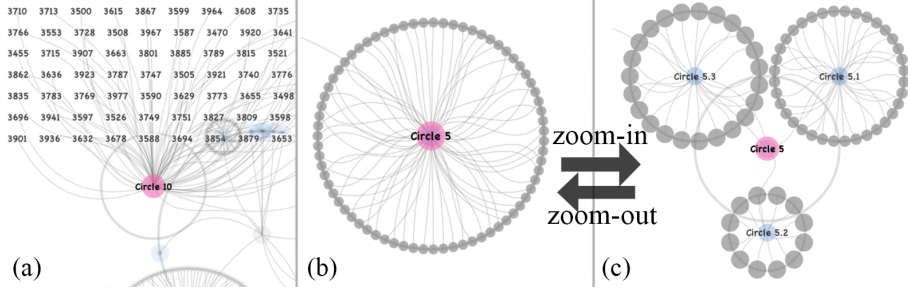 3710 3713 3500 3615 3867 3599 3964 3608 3735
3766 3553 3728 3508 3967 3587 3470 3920 3641
3455 3715 3907 3663 3801 3885 3789 3815 3521
3862 3636 3923 3787 3747 3505 3921 3740 3776
3835 3783 3769 3977 3590 3629 3773 3655 3498
3696 3941 3597 3526 3749 3751 3827 3809 3598
3901 3936 3632 3678 3588 3694 3854 3879 3653
Circle 10
(a)
Circle 5
(b)
zoom-in
zoom-out
Circle 5.3
Circle 5.1
Circle 5
Circle 5.2
(c)